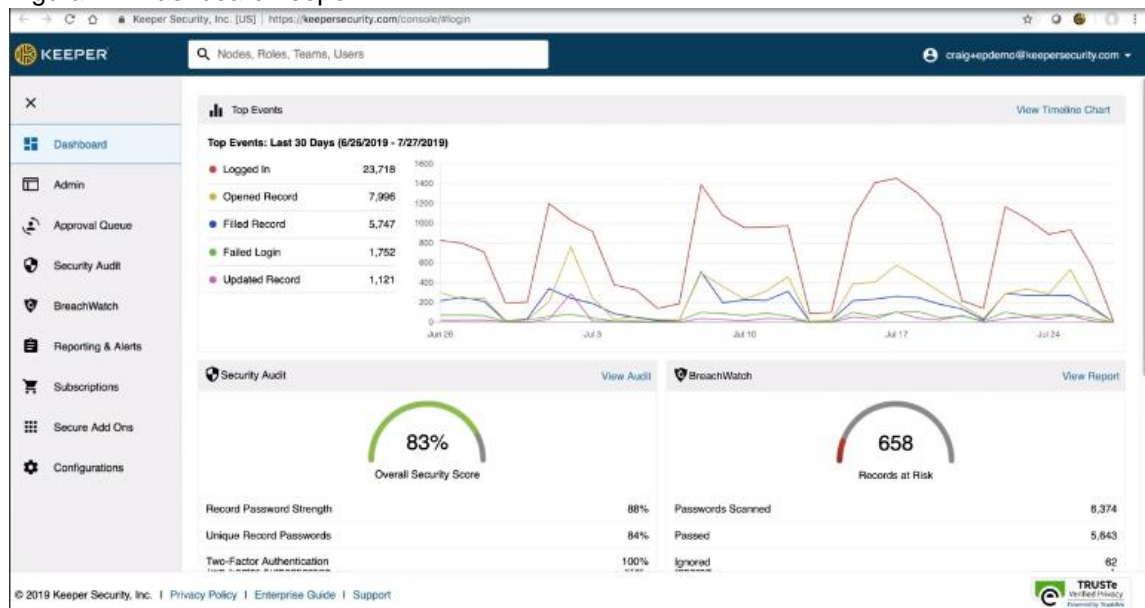 Keeper Security, Inc. [US] | https://keepersecurity.com/console/#login
KEEPER
Nodes, Roles, Teams, Users
craig+epdemo@keepersecurity.com
Dashboard
Admin
Approval Queue
Security Audit
BreachWatch
Reporting & Alerts
Subscriptions
Secure Add Ons
Configurations
Top Events
View Timeline Chart
Top Events: Last 30 Days (6/26/2019 - 7/27/2019)
Logged In 23,718
Opened Record 7,996
Filled Record 5,747
Failed Login 1,752
Updated Record 1,121
1600
1400
1200
1000
800
600
400
200
0
Jun 26 Jul 3 Jul 10 Jul 17 Jul 24
Security Audit View Audit
83%
Overall Security Score
Record Password Strength 88%
Unique Record Passwords 84%
Two-Factor Authentication 100%
BreachWatch View Report
658
Records at Risk
Passwords Scanned 6,374
Passed 5,643
Ignored 62
© 2019 Keeper Security, Inc. | Privacy Policy | Enterprise Guide | Support
TRUSTe
Verified Privacy
Powered by TrustArc